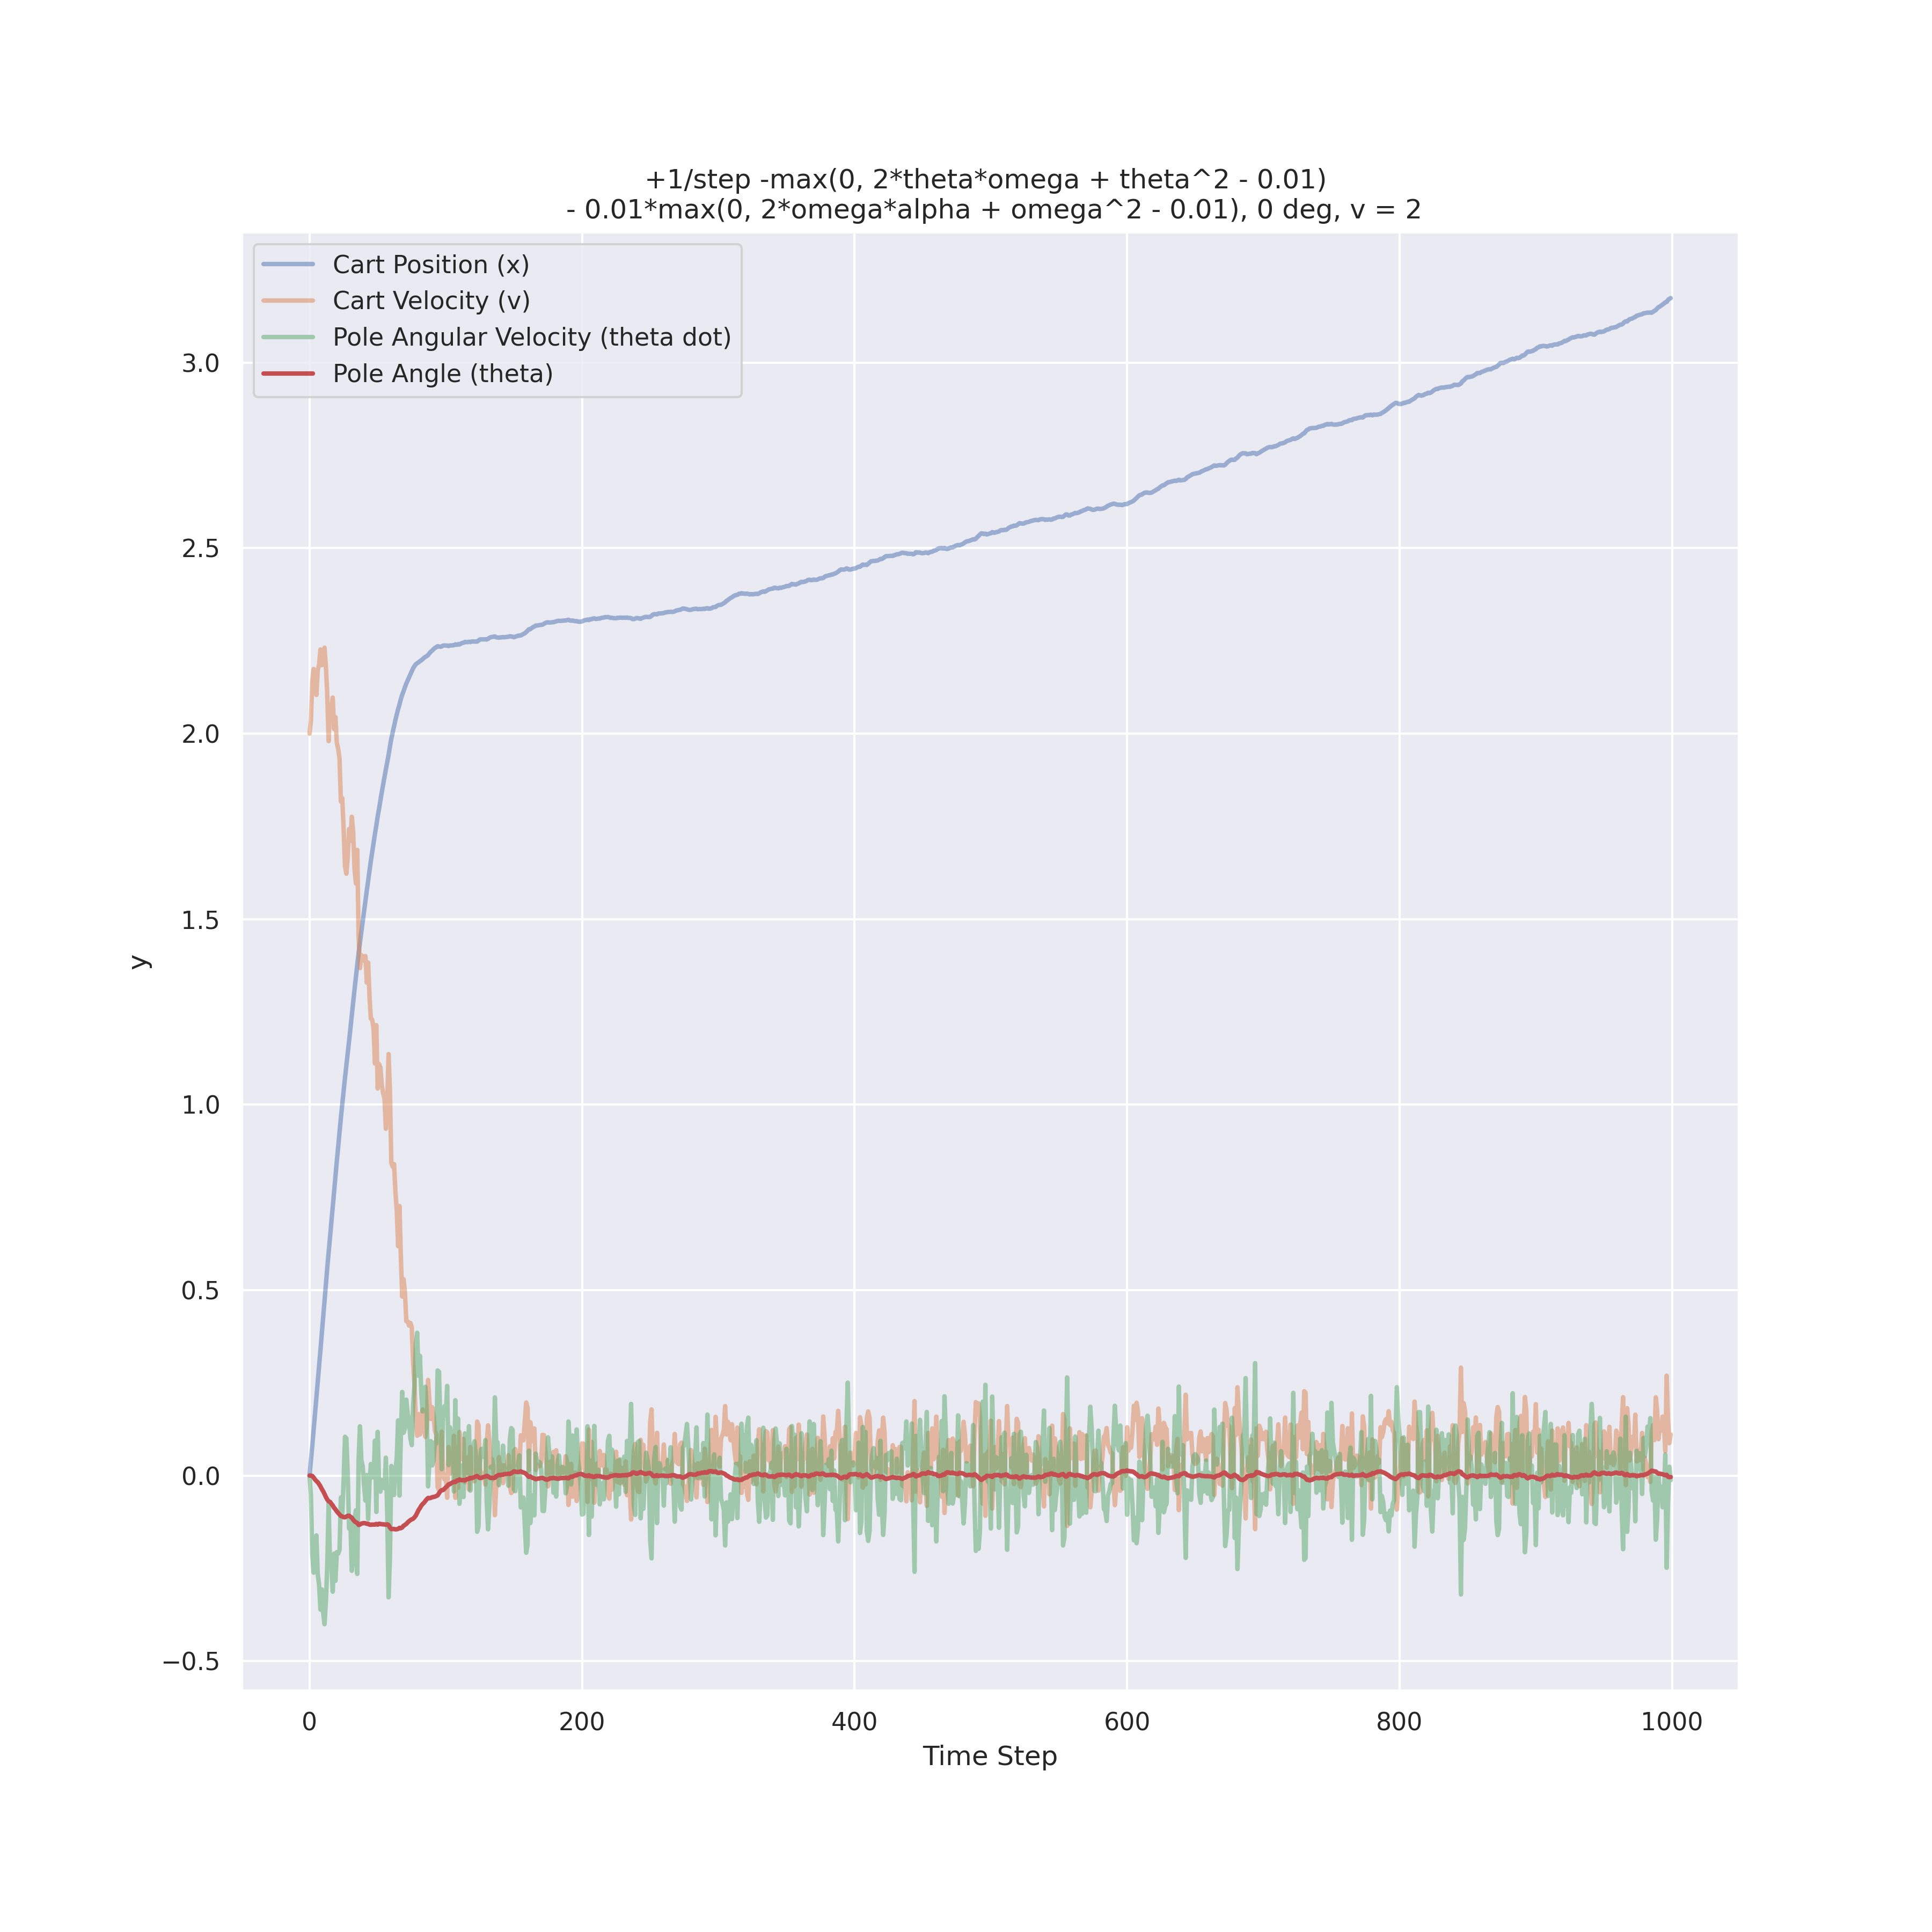 +1/step -max(0, 2*theta*omega + theta^2 - 0.01)
- 0.01*max(0, 2*omega*alpha + omega^2 - 0.01), 0 deg, v = 2
Cart Position (x)
Cart Velocity (v)
Pole Angular Velocity (theta dot)
Pole Angle (theta)
3.0
2.5
2.0
1.5
1.0
0.5
0.0
−0.5
y
0 200 400 600 800 1000
Time Step